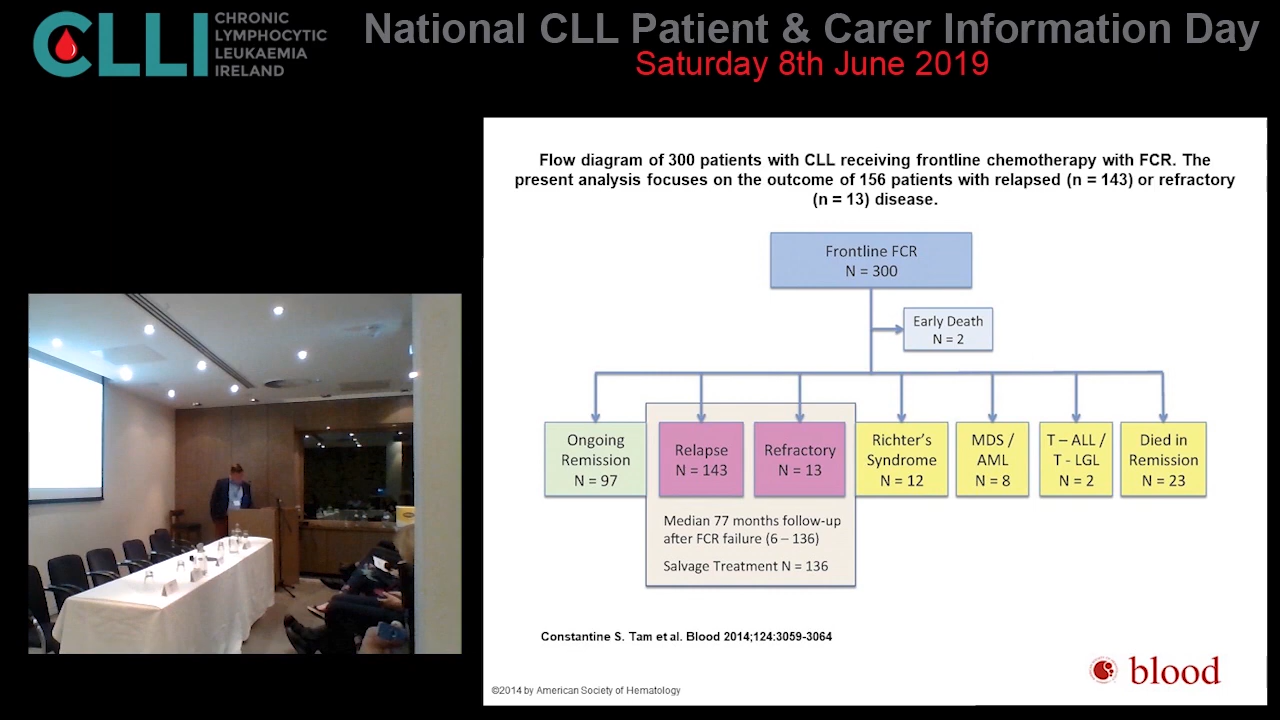 CLLI
CHRONIC
LYMPHOCYTIC
LEUKAEMIA
IRELAND
National CLL Patient & Carer Information Day
Saturday 8th June 2019
Flow diagram of 300 patients with CLL receiving frontline chemotherapy with FCR. The
present analysis focuses on the outcome of 156 patients with relapsed (n = 143) or refractory
(n = 13) disease.
Frontline FCR
N = 300
Early Death
N = 2
Ongoing
Remission
N = 97
Relapse
N = 143
Refractory
N = 13
Richter's
Syndrome
N = 12
MDS /
AML
N = 8
T – ALL /
T - LGL
N = 2
Died in
Remission
N = 23
Median 77 months follow-up
after FCR failure (6 – 136)
Salvage Treatment N = 136
Constantine S. Tam et al. Blood 2014;124:3059-3064
blood
©2014 by American Society of Hematology